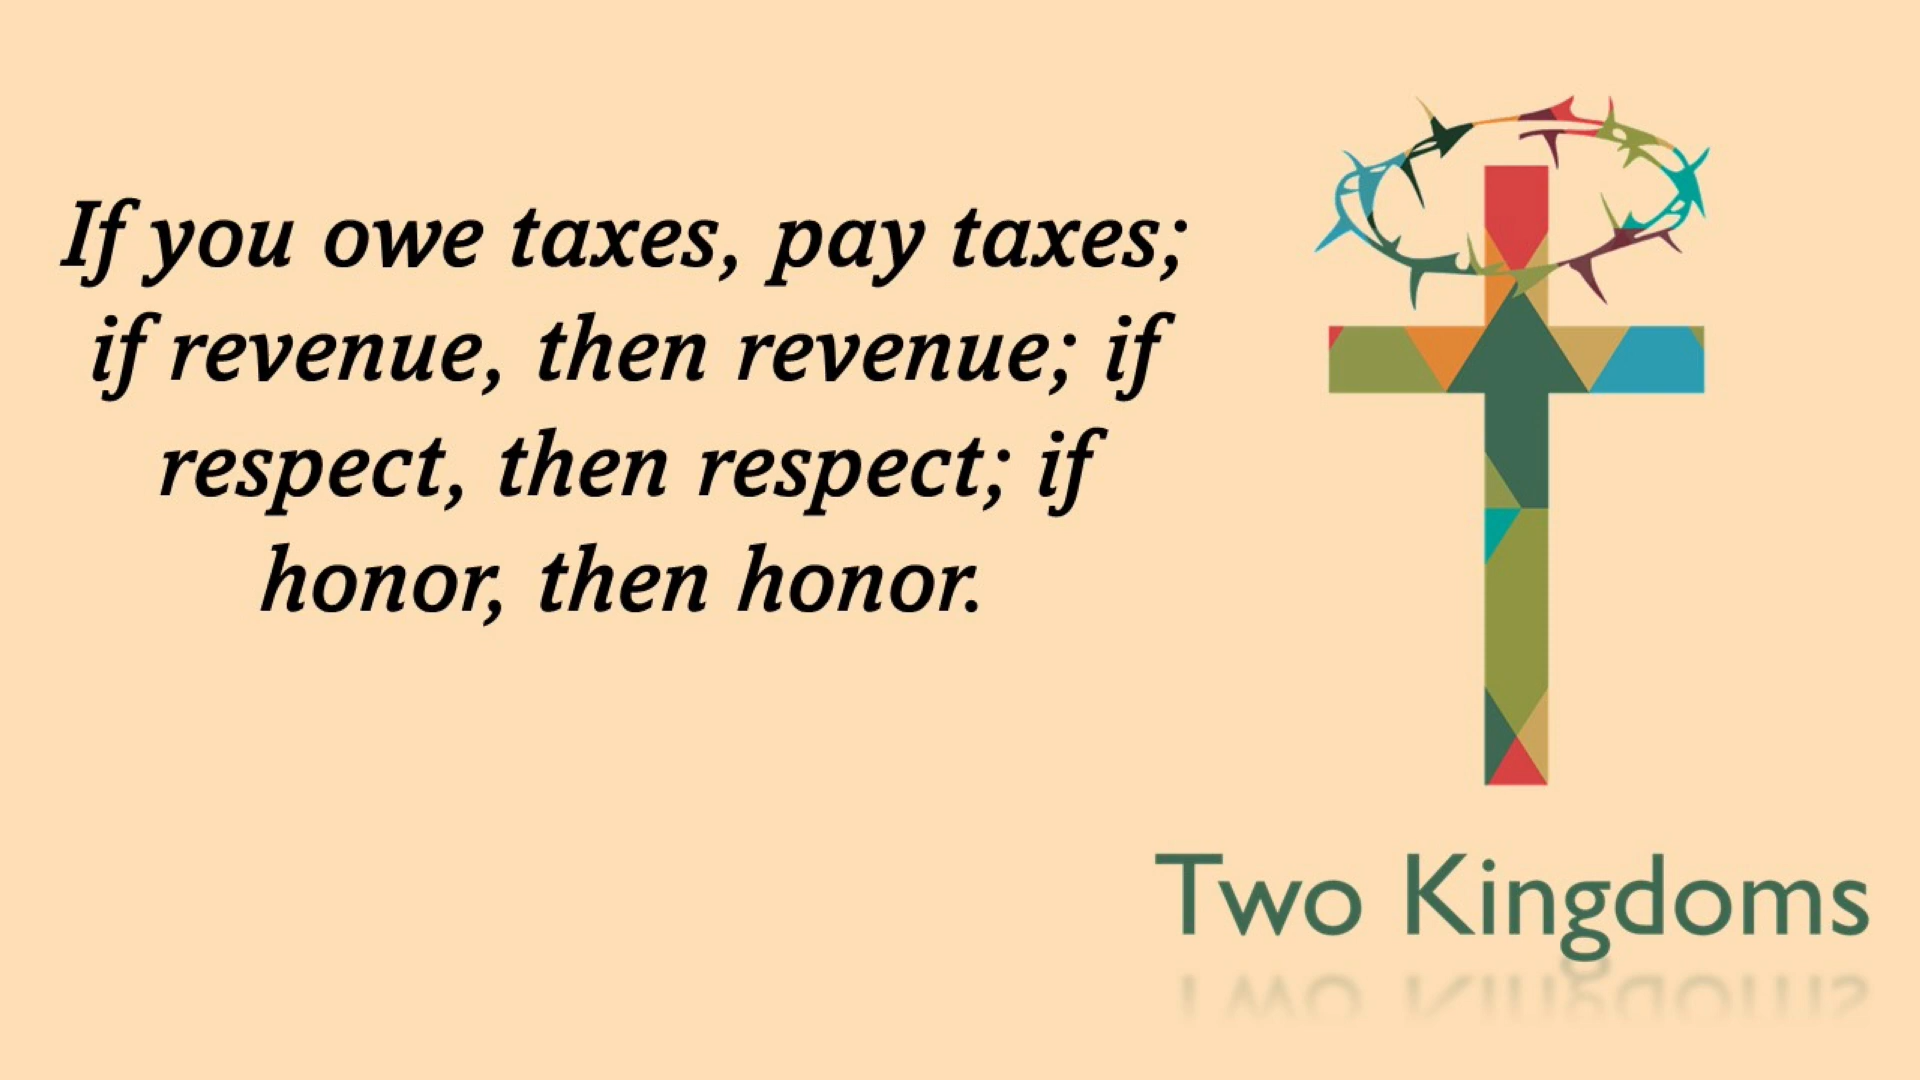 If you owe taxes, pay taxes;
if revenue, then revenue; if
respect, then respect; if
honor, then honor.
Two Kingdoms